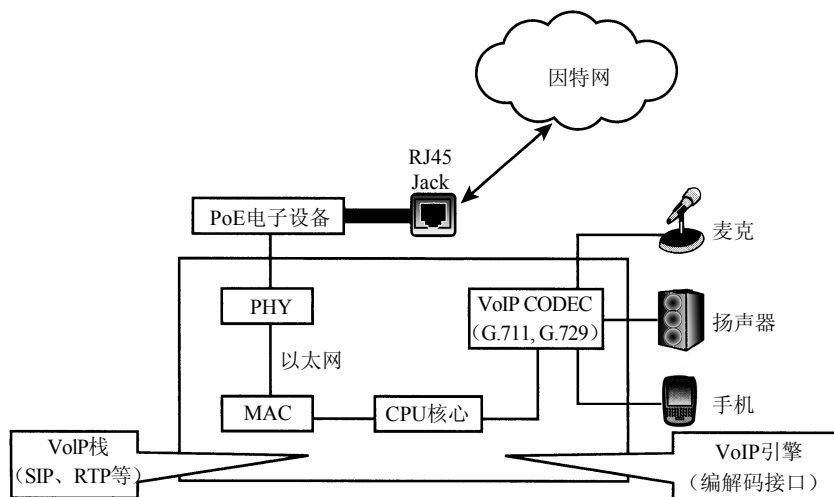 因特网
RJ45
Jack
PoE电子设备
麦克
PHY
VoIP CODEC
（G.711, G.729）
扬声器
以太网
MAC
CPU核心
手机
VoIP栈
（SIP、RTP等）
VoIP引擎
（编解码接口）